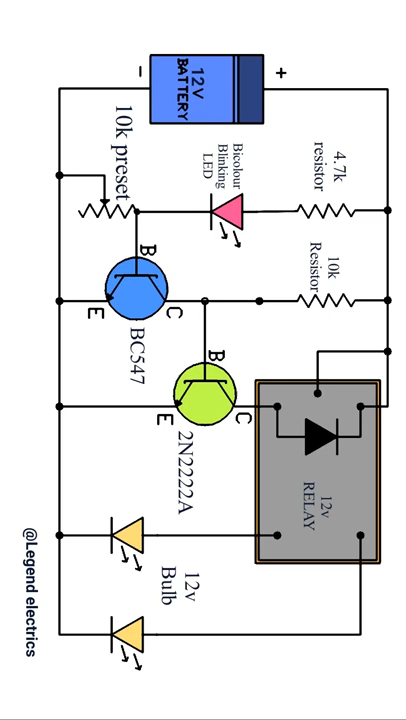 12V
BATTERY
-
+
10k preset
Bicolour
Blinking
LED
4.7k
resistor
10k
Resistor
B
E
C
BC547
B
E
C
2N2222A
12v
RELAY
12v
Bulb
@Legend electrics